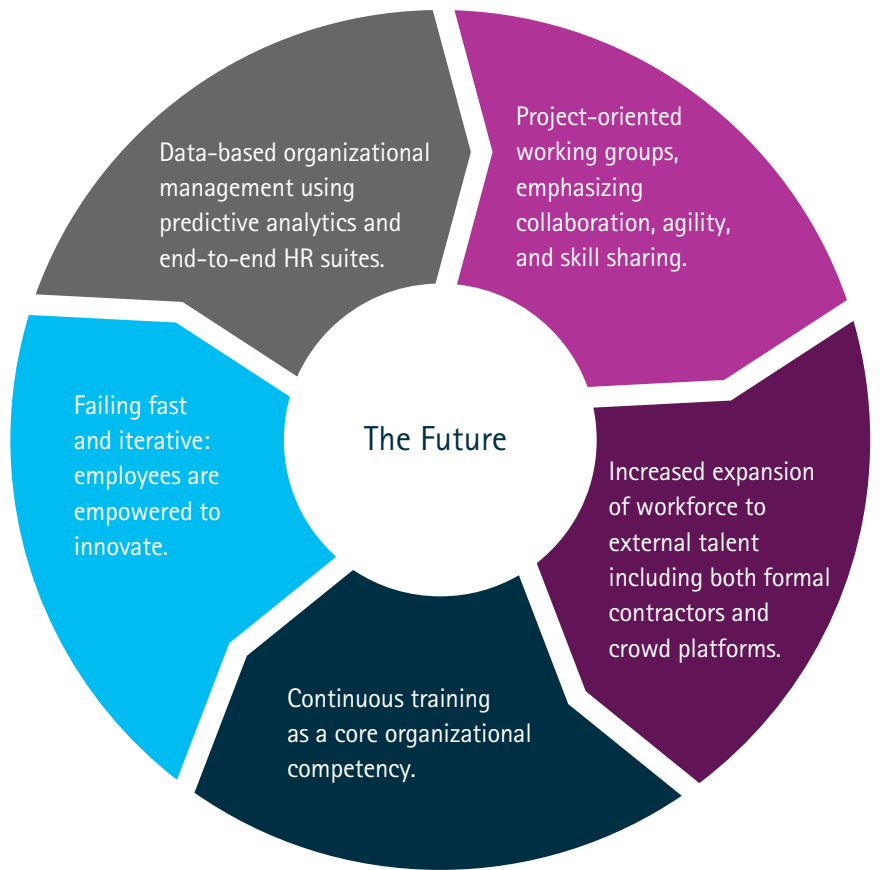 Data-based organizational
management using
predictive analytics and
end-to-end HR suites.
Project-oriented
working groups,
emphasizing
collaboration, agility,
and skill sharing.
Failing fast
and iterative:
employees are
empowered to
innovate.
The Future
Increased expansion
of workforce to
external talent
including both formal
contractors and
crowd platforms.
Continuous training
as a core organizational
competency.